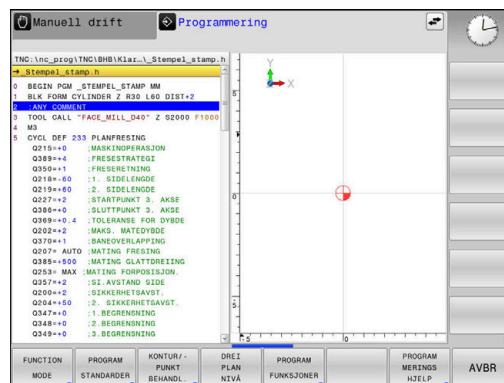 Manuell drift
Programmering
TNC:\nc_prog\TNC\BHB\Klar…\_Stempel_stamp.h
→_Stempel_stamp.h
0 BEGIN PGM _STEMPEL_STAMP MM
1 BLK FORM CYLINDER Z R30 L60 DIST+2
2 ;ANY COMMENT
3 TOOL CALL "FACE_MILL_D40" Z S2000 F1000
4 M3
5 CYCL DEF 233 PLANFRESING
Q215=+0 ;MASKINOPERASJON
Q389=+4 ;FRESESTRATEGI
Q350=+1 ;FRESERETNING
Q218=-60 ;1. SIDELENGDE
Q219=+60 ;2. SIDELENGDE
Q227=+2 ;STARTPUNKT 3. AKSE
Q386=+0 ;SLUTTPUNKT 3. AKSE
Q369=+0.4 ;TOLERANSE FOR DYBDE
Q202=+2 ;MAKS. MATEDYBDE
Q370=+1 ;BANEOVERLAPPING
Q207= AUTO ;MATING FRESING
Q385=+500 ;MATING GLATTDREIING
Q253= MAX ;MATING FORPOSISJON.
Q357=+2 ;SI.AVSTAND SIDE
Q200=+2 ;SIKKERHETSAVST.
Q204=+50 ;2. SIKKERHETSAVST.
Q347=+0 ;1.BEGRENSNING
Q348=+0 ;2.BEGRENSNING
Q349=+0 ;3.BEGRENSNING
Y
X
5
0
5
-5
0
FUNCTION MODE
PROGRAM STANDARDER
KONTUR/- PUNKT BEHANDL.
DREI PLAN NIVÅ
PROGRAM FUNKSJONER
PROGRAM MERINGS HJELP
AVBR